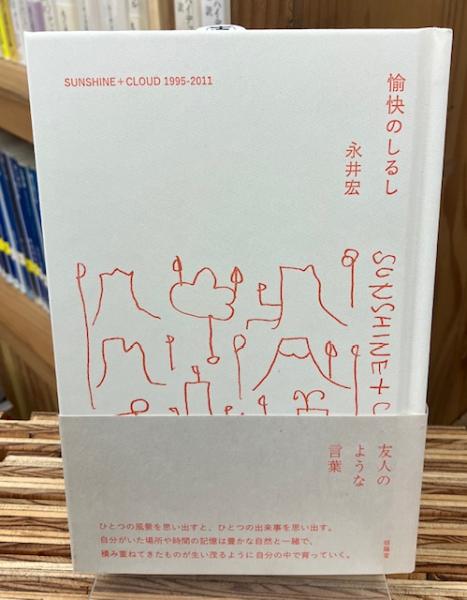 SUNSHINE+CLOUD 1995-2011
愉快のしるし
永井宏
SUNSHINE+C
友人の
ような
言葉
ひとつの風景を思い出すと、ひとつの出来事を思い出す。
自分がいた場所や時間の記憶は豊かな自然と一緒で、
積み重ねてきたものが生い茂るように自分の中で育っていく。
信陽堂